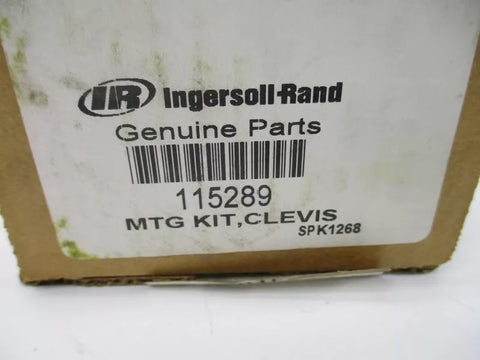 IR Ingersoll-Rand
Genuine Parts
115289
MTG KIT,CLEVIS
SPK1268